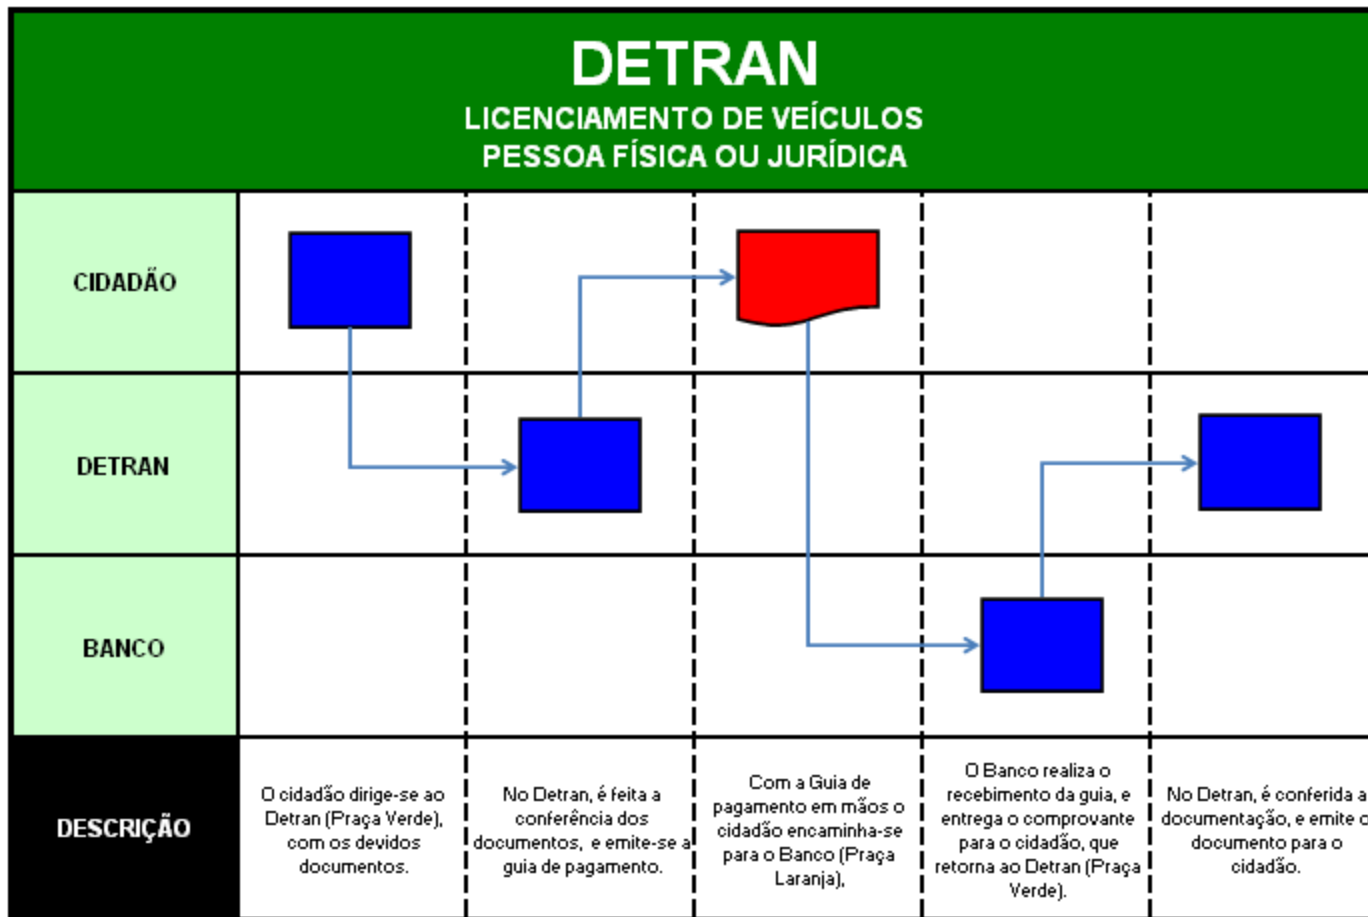 DETRAN
LICENCIAMENTO DE VEÍCULOS
PESSOA FÍSICA OU JURÍDICA
CIDADÃO
DETRAN
BANCO
DESCRIÇÃO
O cidadão dirige-se ao
Detran (Praça Verde),
com os devidos
documentos.
No Detran, é feita a
conferência dos
documentos, e emite-se a
guia de pagamento.
Com a Guia de
pagamento em mãos o
cidadão encaminha-se
para o Banco (Praça
Laranja),
O Banco realiza o
recebimento da guia, e
entrega o comprovante
para o cidadão, que
retorna ao Detran (Praça
Verde).
No Detran, é conferida a
documentação, e emite o
documento para o
cidadão.